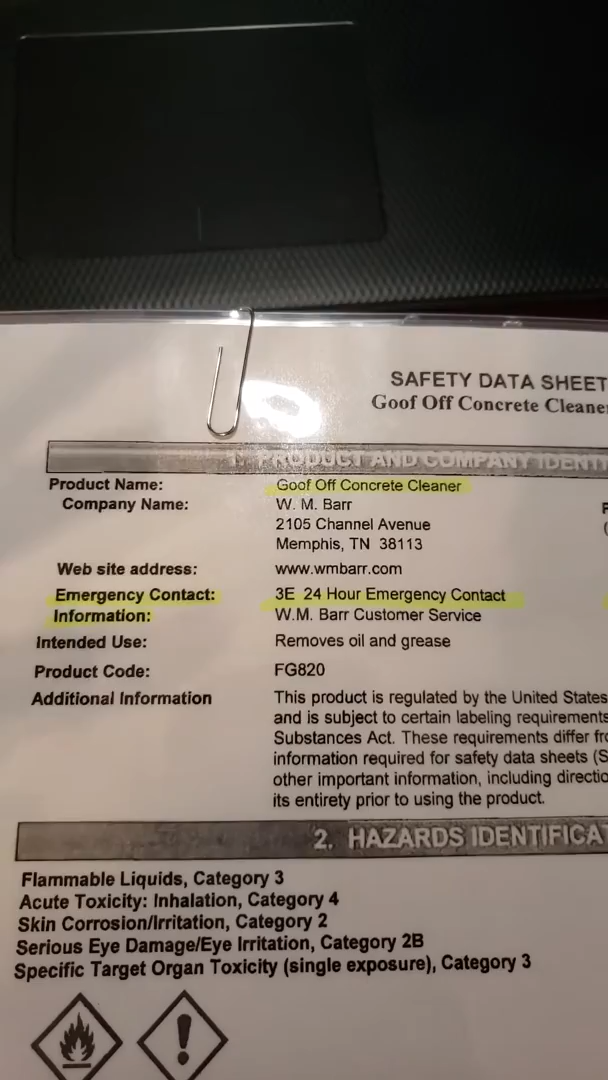 SAFETY DATA SHEET
Goof Off Concrete Cleaner
1. PRODUCT AND COMPANY IDENTI
Product Name: Goof Off Concrete Cleaner
Company Name: W. M. Barr
2105 Channel Avenue
Memphis, TN 38113
Web site address: www.wmbarr.com
Emergency Contact: 3E 24 Hour Emergency Contact
Information: W.M. Barr Customer Service
Intended Use: Removes oil and grease
Product Code: FG820
Additional Information This product is regulated by the United States
and is subject to certain labeling requirements
Substances Act. These requirements differ
information required for safety data sheets (S
other important information, including
its entirety prior to using the product.
2. HAZARDS IDENTIFICA
Flammable Liquids, Category 3
Acute Toxicity: Inhalation, Category 4
Skin Corrosion/Irritation, Category 2
Serious Eye Damage/Eye Irritation, Category 2B
Specific Target Organ Toxicity (single exposure), Category 3